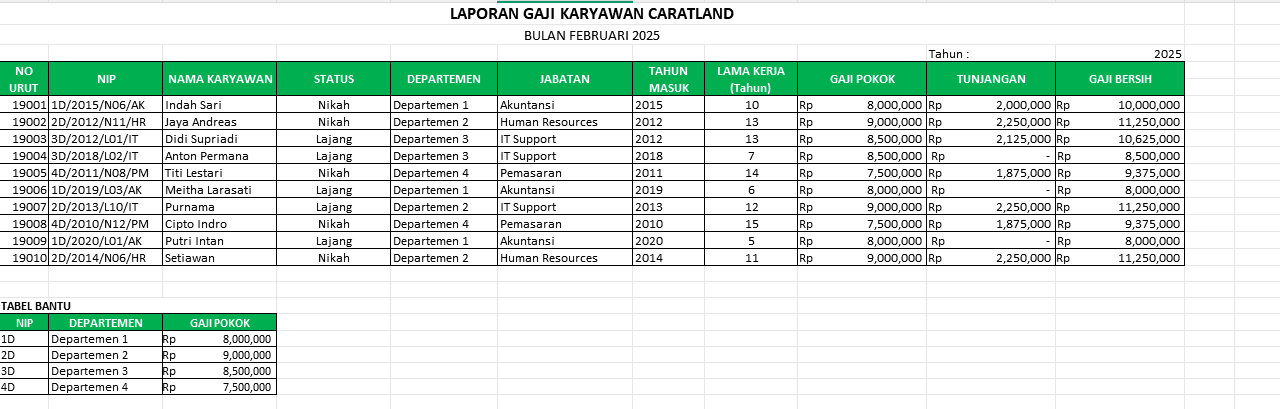 LAPORAN GAJI KARYAWAN CARATLAND
BULAN FEBRUARI 2025
Tahun : 2025
NO URUT NIP NAMA KARYAWAN STATUS DEPARTEMEN JABATAN TAHUN MASUK LAMA KERJA (Tahun) GAJI POKOK TUNJANGAN GAJI BERSIH
19001 1D/2015/N06/AK Indah Sari Nikah Departemen 1 Akuntansi 2015 10 Rp 8,000,000 Rp 2,000,000 Rp 10,000,000
19002 2D/2012/N11/HR Jaya Andreas Nikah Departemen 2 Human Resources 2012 13 Rp 9,000,000 Rp 2,250,000 Rp 11,250,000
19003 3D/2012/L01/IT Didi Supriadi Lajang Departemen 3 IT Support 2012 13 Rp 8,500,000 Rp 2,125,000 Rp 10,625,000
19004 3D/2018/L02/IT Anton Permana Lajang Departemen 3 IT Support 2018 7 Rp 8,500,000 Rp - Rp 8,500,000
19005 4D/2011/N08/PM Titi Lestari Nikah Departemen 4 Pemasaran 2011 14 Rp 7,500,000 Rp 1,875,000 Rp 9,375,000
19006 1D/2019/L03/AK Meitha Larasati Lajang Departemen 1 Akuntansi 2019 6 Rp 8,000,000 Rp - Rp 8,000,000
19007 2D/2013/L10/IT Purnama Lajang Departemen 2 IT Support 2013 12 Rp 9,000,000 Rp 2,250,000 Rp 11,250,000
19008 4D/2010/N12/PM Cipto Indro Nikah Departemen 4 Pemasaran 2010 15 Rp 7,500,000 Rp 1,875,000 Rp 9,375,000
19009 1D/2020/L01/AK Putri Intan Lajang Departemen 1 Akuntansi 2020 5 Rp 8,000,000 Rp - Rp 8,000,000
19010 2D/2014/N06/HR Setiawan Nikah Departemen 2 Human Resources 2014 11 Rp 9,000,000 Rp 2,250,000 Rp 11,250,000
TABEL BANTU
NIP DEPARTEMEN GAJI POKOK
1D Departemen 1 Rp 8,000,000
2D Departemen 2 Rp 9,000,000
3D Departemen 3 Rp 8,500,000
4D Departemen 4 Rp 7,500,000